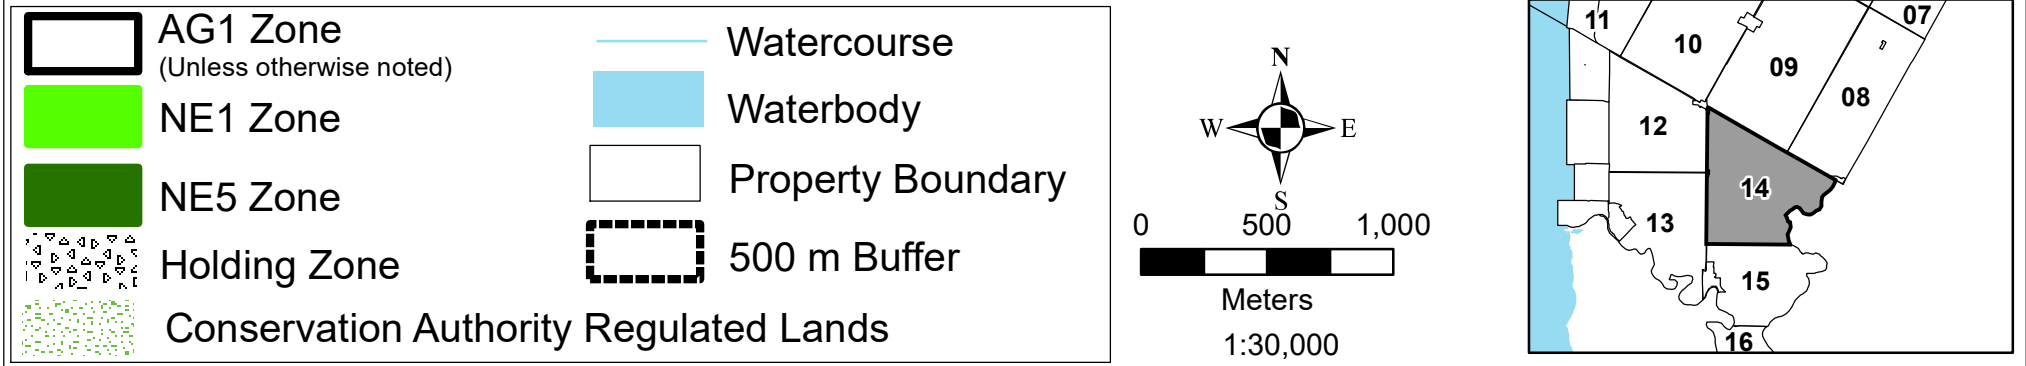 AG1 Zone
(Unless otherwise noted)
NE1 Zone
NE5 Zone
Holding Zone
Conservation Authority Regulated Lands
Watercourse
Waterbody
Property Boundary
500 m Buffer
N
W E
S
0 500 1,000
Meters
1:30,000
07
11
10
09
08
12
14
13
15
16